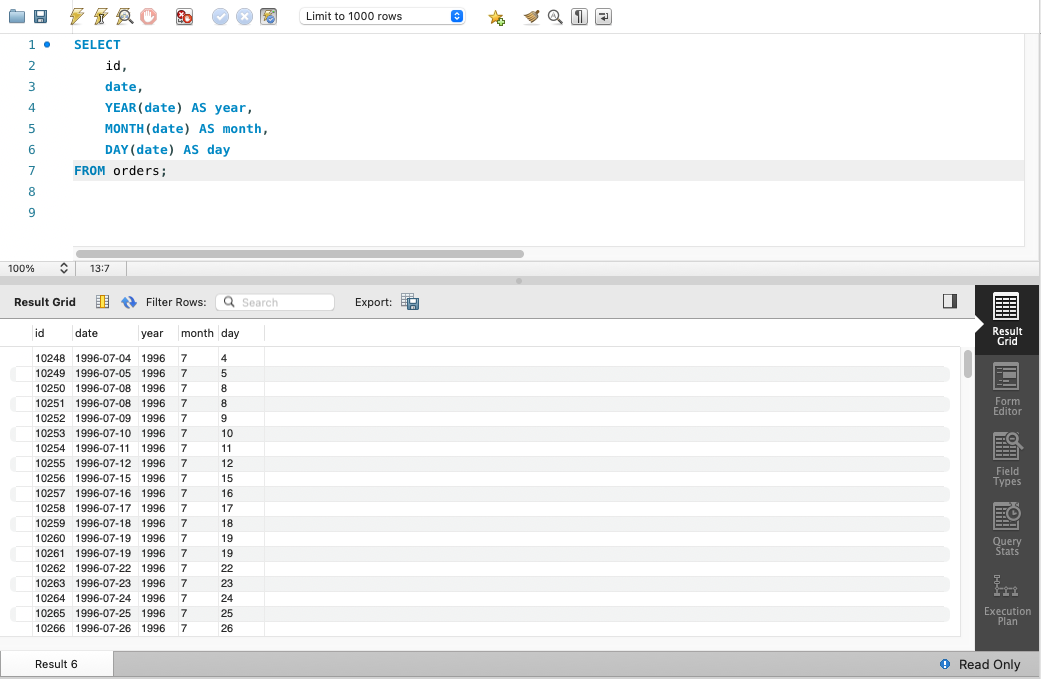 Limit to 1000 rows
1 SELECT
2 id,
3 date,
4 YEAR(date) AS year,
5 MONTH(date) AS month,
6 DAY(date) AS day
7 FROM orders;
8
9
100% 13:7
Result Grid Filter Rows: Search Export:
id date year month day
10248 1996-07-04 1996 7 4
10249 1996-07-05 1996 7 5
10250 1996-07-08 1996 7 8
10251 1996-07-08 1996 7 8
10252 1996-07-09 1996 7 9
10253 1996-07-10 1996 7 10
10254 1996-07-11 1996 7 11
10255 1996-07-12 1996 7 12
10256 1996-07-15 1996 7 15
10257 1996-07-16 1996 7 16
10258 1996-07-17 1996 7 17
10259 1996-07-18 1996 7 18
10260 1996-07-19 1996 7 19
10261 1996-07-19 1996 7 19
10262 1996-07-22 1996 7 22
10263 1996-07-23 1996 7 23
10264 1996-07-24 1996 7 24
10265 1996-07-25 1996 7 25
10266 1996-07-26 1996 7 26
Result
Grid
Form
Editor
Field
Types
Query
Stats
Execution
Plan
Result 6 Read Only